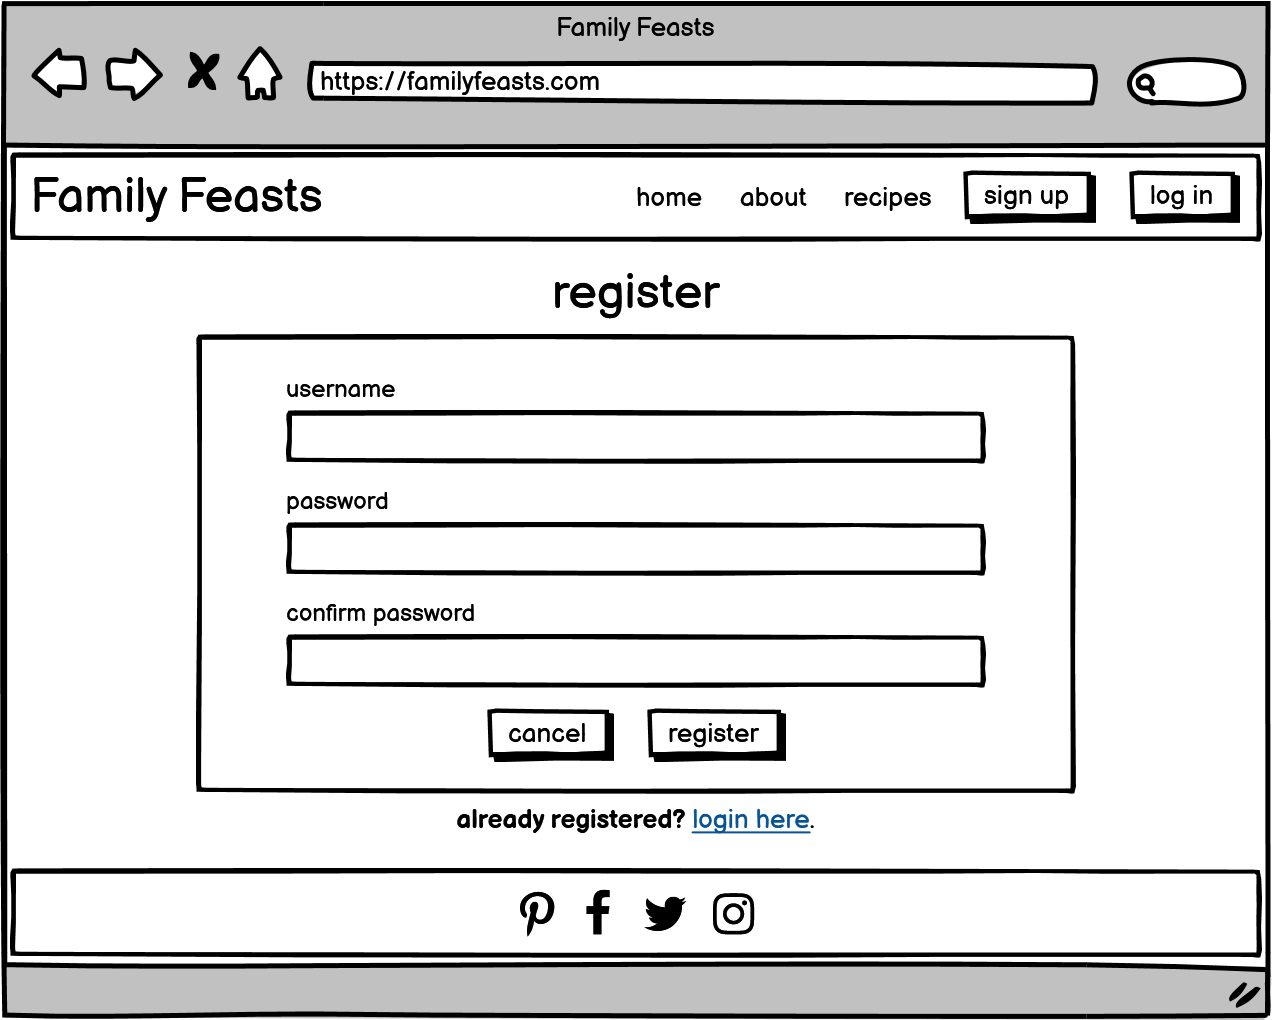 Family Feasts
https://familyfeasts.com
Family Feasts home about recipes sign up log in
register
username
password
confirm password
cancel register
already registered? login here.